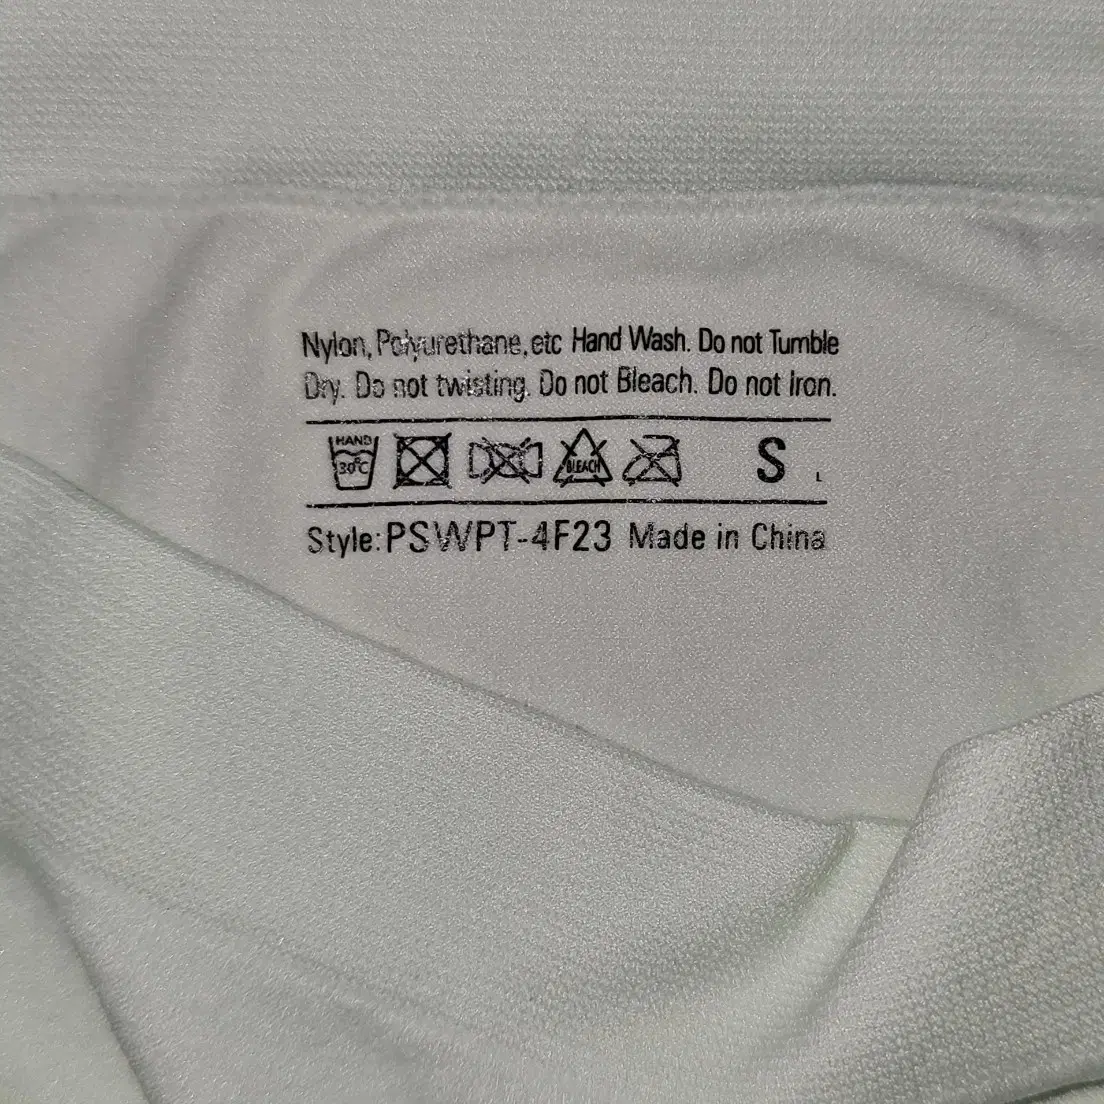 Nylon, Polyurethane, etc Hand Wash. Do not Tumble
Dry. Do not twisting. Do not Bleach. Do not Iron.
HAND
30°C
BLEACH
S
L
Style:PSWPT-4F23 Made in China